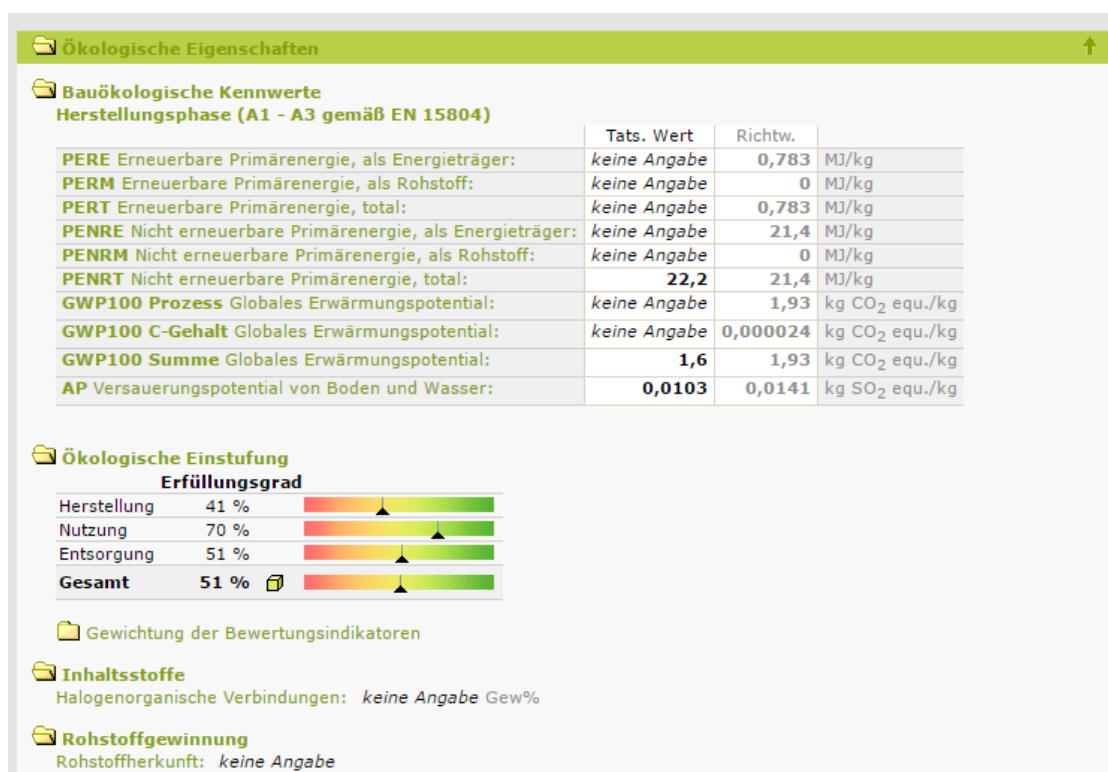 Ökologische Eigenschaften
Bauökologische Kennwerte
Herstellungsphase (A1 - A3 gemäß EN 15804)
Tats. Wert Richtw.
PERE Erneuerbare Primärenergie, als Energieträger: keine Angabe 0,783 MJ/kg
PERM Erneuerbare Primärenergie, als Rohstoff: keine Angabe 0 MJ/kg
PERT Erneuerbare Primärenergie, total: keine Angabe 0,783 MJ/kg
PENRE Nicht erneuerbare Primärenergie, als Energieträger: keine Angabe 21,4 MJ/kg
PENRM Nicht erneuerbare Primärenergie, als Rohstoff: keine Angabe 0 MJ/kg
PENRT Nicht erneuerbare Primärenergie, total: 22,2 21,4 MJ/kg
GWP100 Prozess Globales Erwärmungspotential: keine Angabe 1,93 kg CO₂ equ./kg
GWP100 C-Gehalt Globales Erwärmungspotential: keine Angabe 0,000024 kg CO₂ equ./kg
GWP100 Summe Globales Erwärmungspotential: 1,6 1,93 kg CO₂ equ./kg
AP Versauerungspotential von Boden und Wasser: 0,0103 0,0141 kg SO₂ equ./kg
Ökologische Einstufung
Erfüllungsgrad
Herstellung 41 %
Nutzung 70 %
Entsorgung 51 %
Gesamt 51 %
Gewichtung der Bewertungsindikatoren
Inhaltsstoffe
Halogenorganische Verbindungen: keine Angabe Gew%
Rohstoffgewinnung
Rohstoffherkunft: keine Angabe